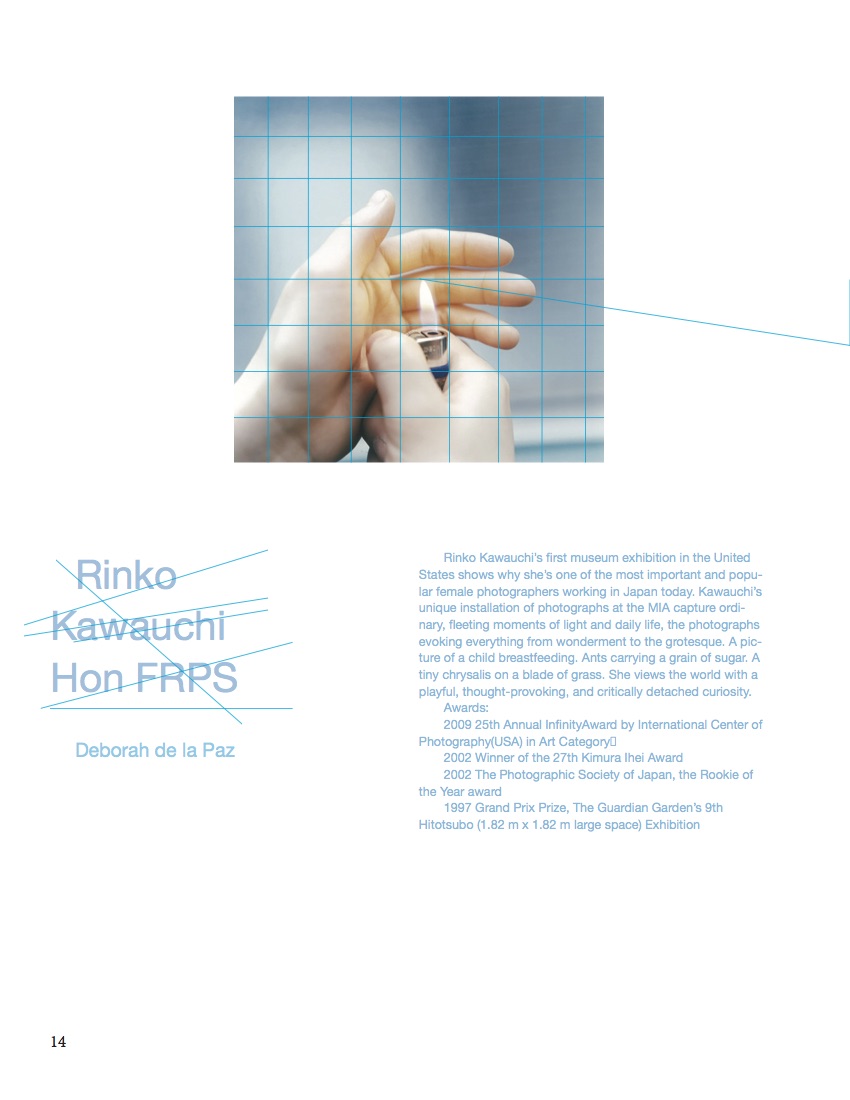 Rinko
Kawauchi
Hon FRPS
Deborah de la Paz
Rinko Kawauchi's first museum exhibition in the United
States shows why she's one of the most important and popu-
lar female photographers working in Japan today. Kawauchi's
unique installation of photographs at the MIA capture ordi-
nary, fleeting moments of light and daily life, the photographs
evoking everything from wonderment to the grotesque. A pic-
ture of a child breastfeeding. Ants carrying a grain of sugar. A
tiny chrysalis on a blade of grass. She views the world with a
playful, thought-provoking, and critically detached curiosity.
Awards:
2009 25th Annual InfinityAward by International Center of
Photography(USA) in Art Category
2002 Winner of the 27th Kimura Ihei Award
2002 The Photographic Society of Japan, the Rookie of
the Year award
1997 Grand Prix Prize, The Guardian Garden's 9th
Hitotsubo (1.82 m x 1.82 m large space) Exhibition
14